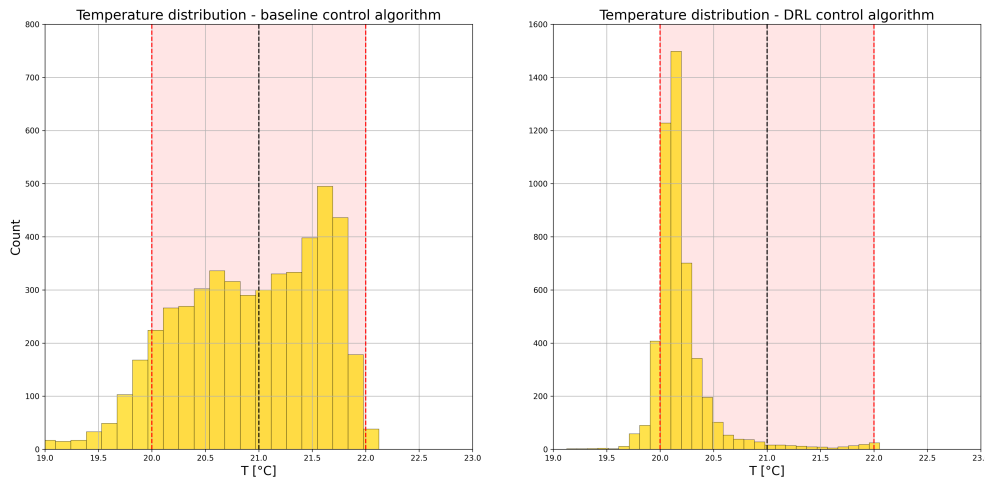 Temperature distribution - baseline control algorithm
800
700
600
500
400
300
200
100
0
Count
19.0 19.5 20.0 20.5 21.0 21.5 22.0 22.5 23.0
T [°C]
Temperature distribution - DRL control algorithm
1600
1400
1200
1000
800
600
400
200
0
19.0 19.5 20.0 20.5 21.0 21.5 22.0 22.5 23.
T [°C]